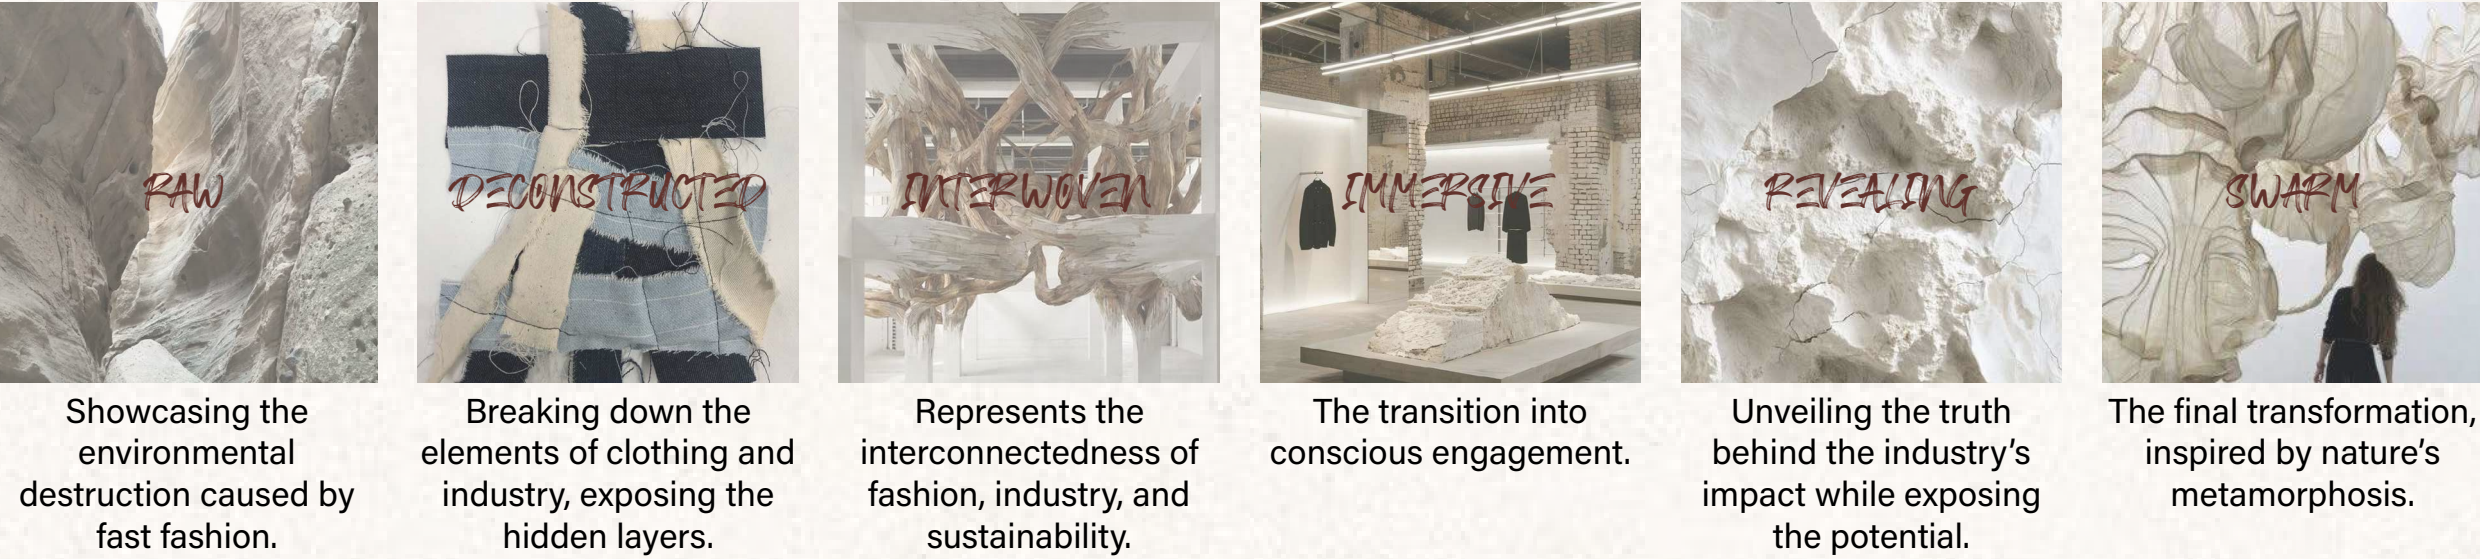 RAW
Showcasing the
environmental
destruction caused by
fast fashion.
DECONSTRUCTED
Breaking down the
elements of clothing and
industry, exposing the
hidden layers.
INTERWOVEN
Represents the
interconnectedness of
fashion, industry, and
sustainability.
IMMERSIVE
The transition into
conscious engagement.
REVEALING
Unveiling the truth
behind the industry’s
impact while exposing
the potential.
SWARM
The final transformation,
inspired by nature’s
metamorphosis.